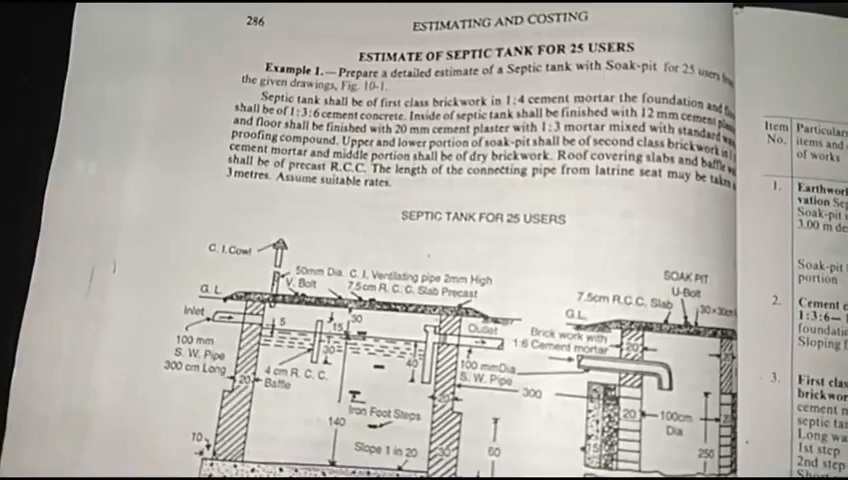 286
ESTIMATING AND COSTING
ESTIMATE OF SEPTIC TANK FOR 25 USERS
Example 1.—Prepare a detailed estimate of a Septic tank with Soak-pit for 25 users
the given drawings, Fig. 10-1.
Septic tank shall be of first class brickwork in 1:4 cement mortar the foundation and
shall be of 1:3:6 cement concrete. Inside of septic tank shall be finished with 12 mm cement
and floor shall be finished with 20 mm cement plaster with 1:3 mortar mixed with standard
proofing compound. Upper and lower portion of soak-pit shall be of second class brickwork in
cement mortar and middle portion shall be of dry brickwork. Roof covering slabs and baffle
shall be of precast R.C.C. The length of the connecting pipe from latrine seat may be taken
3 metres. Assume suitable rates.
SEPTIC TANK FOR 25 USERS
C.I.Cowl
50mm Dia. C.I. Ventilating pipe 2mm High
V. Bolt
7.5cm R.C.C. Slab Precast
G.L.
Inlet
5
15
30
Outlet
100 mm
S.W. Pipe
300 cm Long
20
4 cm R.C.C.
Baffle
30
40
100 mm Dia
S.W. Pipe
300
Iron Foot Steps
140
Slope 1 in 20
10
20
30
60
SOAK PIT
U-Bolt
7.5cm R.C.C. Slab
30×30cm
G.L.
Brick work with
1:6 Cement mortar
20
20
100cm
Dia
15
250
Item
No.
Particulars
items and
of works
1.
Earthwork
vation Sep
Soak-pit
3.00 m de
Soak-pit
portion
2.
Cement c
1:3:6—
foundatio
Sloping f
3.
First clas
brickwor
cement m
septic tan
Long wa
1st step
2nd step